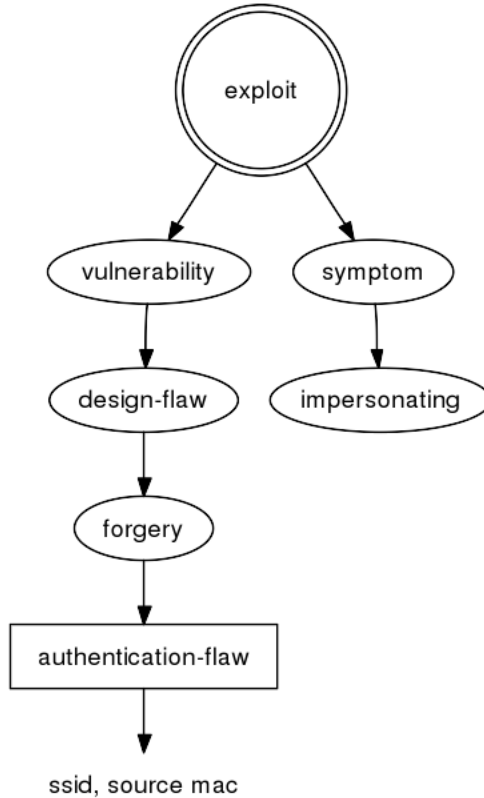 exploit
vulnerability
symptom
design-flaw
impersonating
forgery
authentication-flaw
ssid, source mac